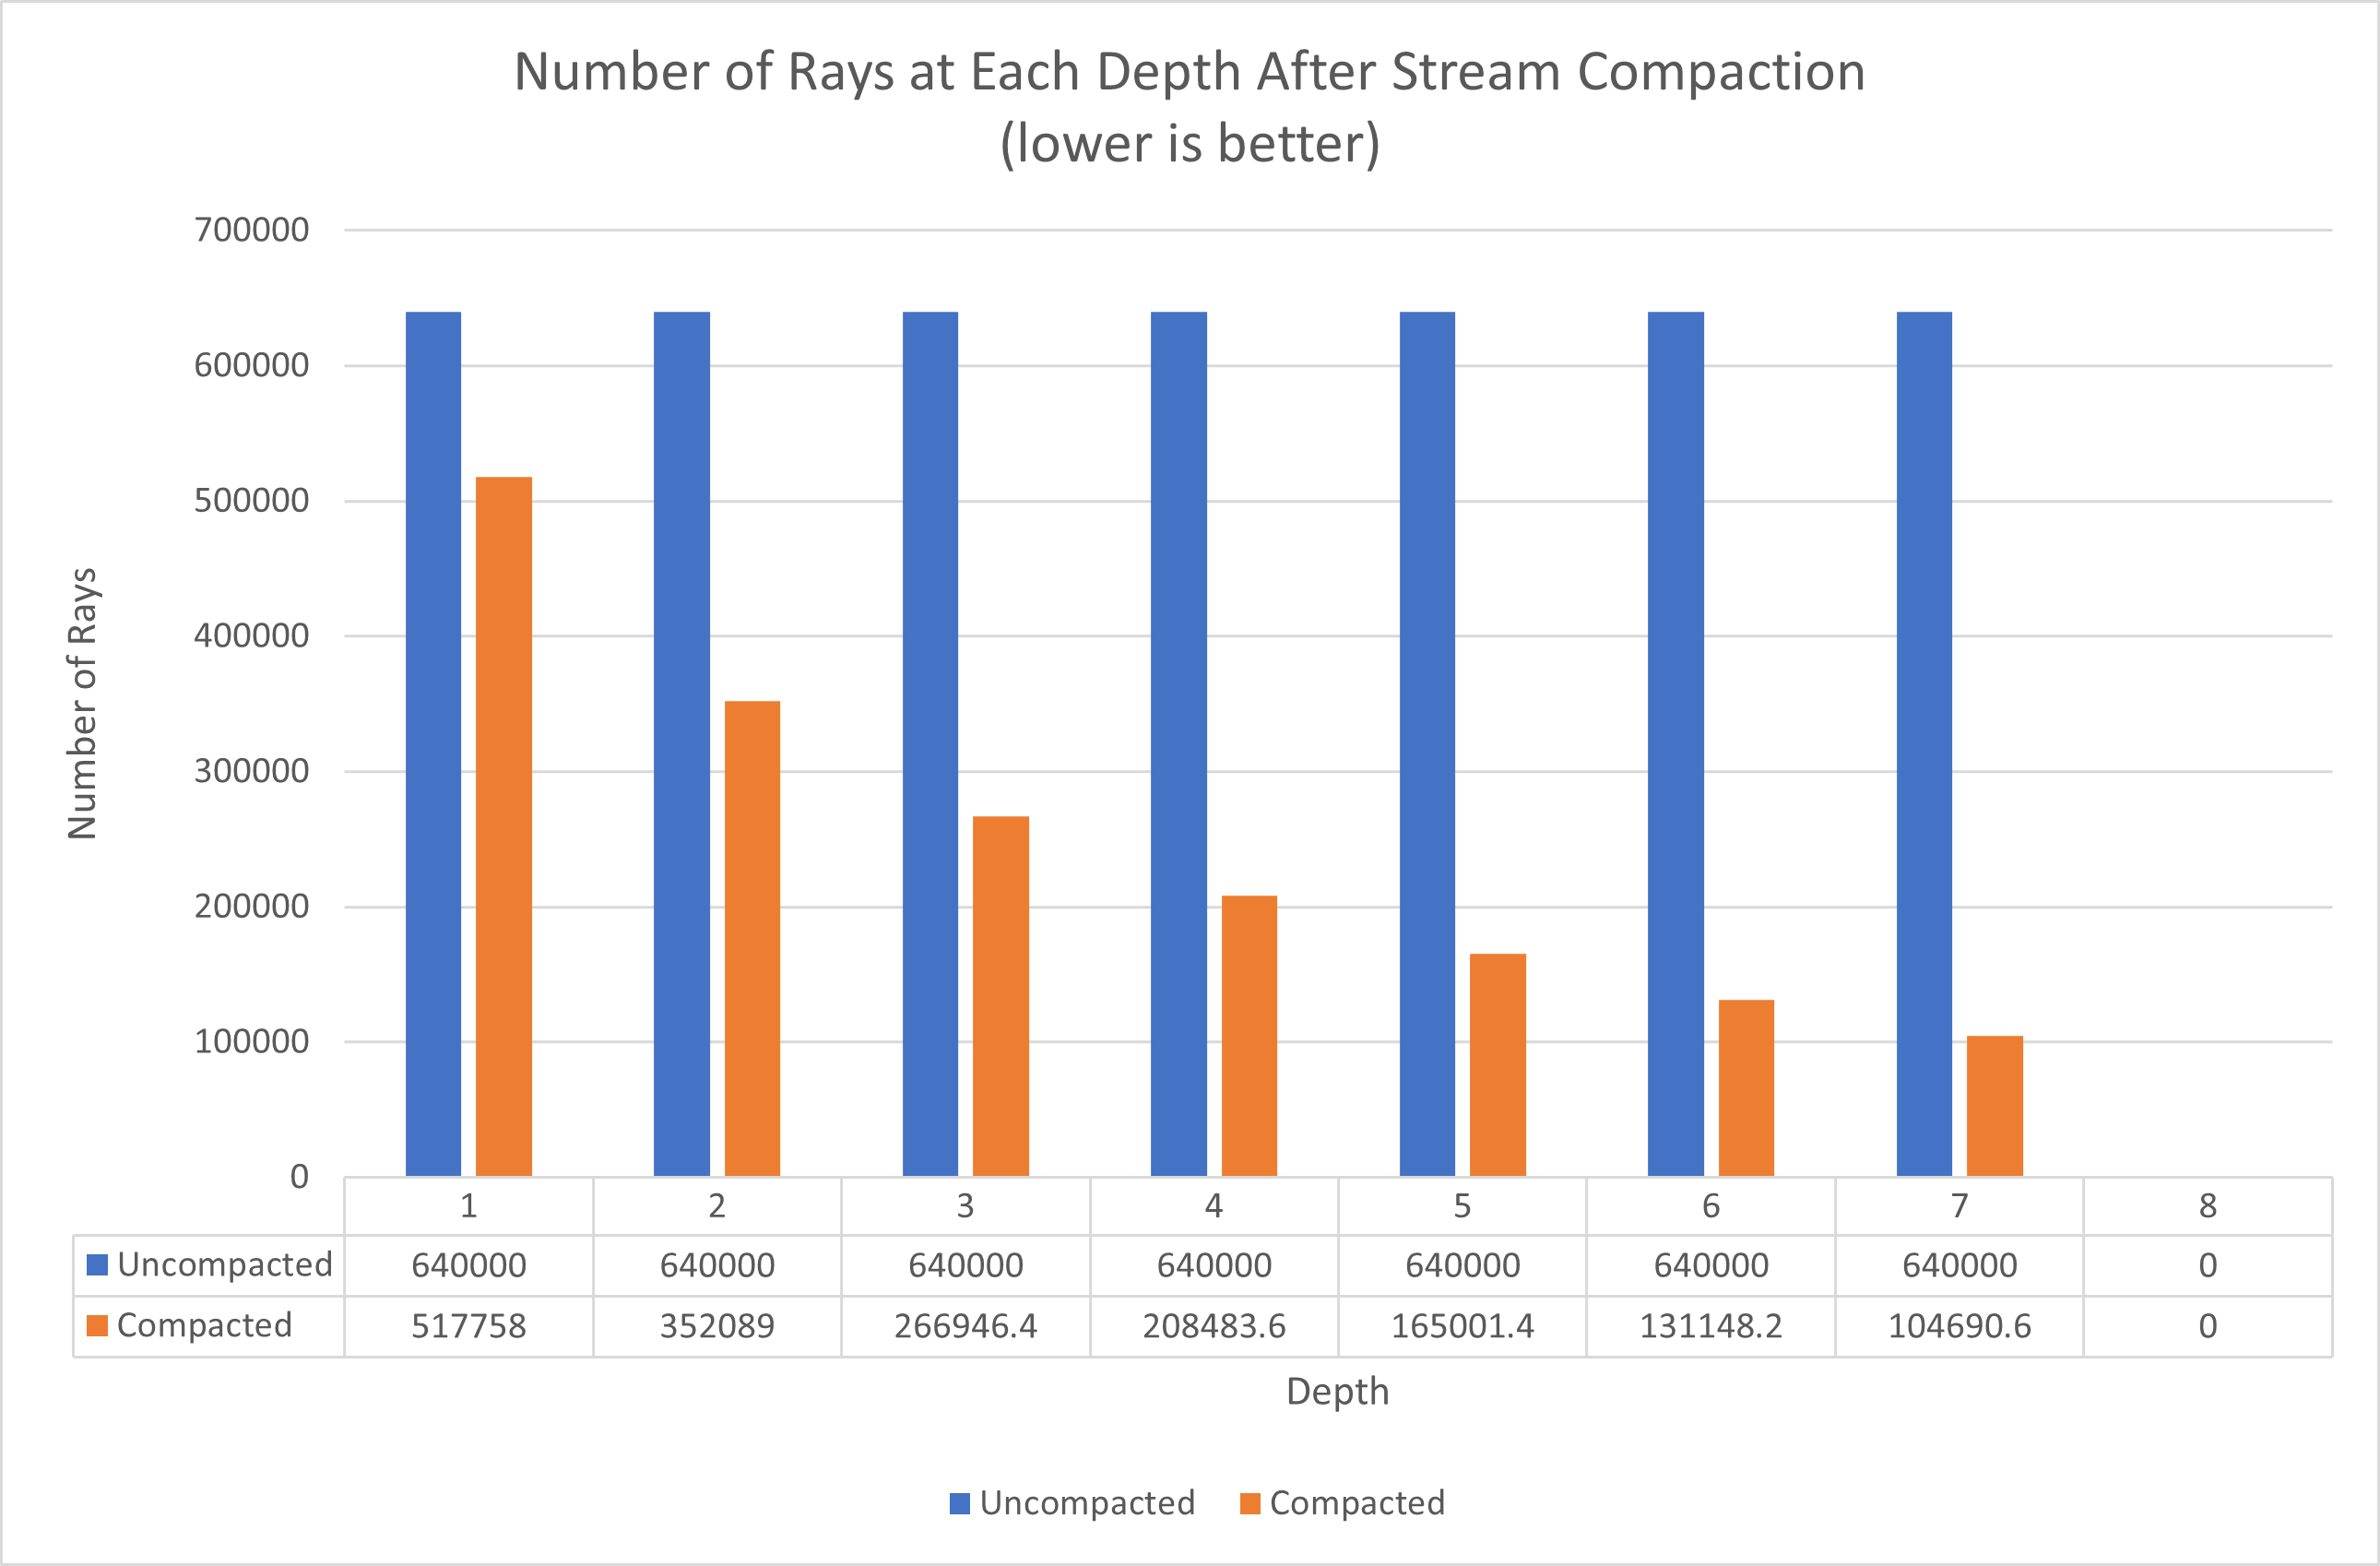 Number of Rays at Each Depth After Stream Compaction
(lower is better)
700000
600000
500000
400000
300000
200000
100000
0
Number of Rays
1 2 3 4 5 6 7 8
Uncompacted 640000 640000 640000 640000 640000 640000 640000 0
Compacted 517758 352089 266946.4 208483.6 165001.4 131148.2 104690.6 0
Depth
Uncompacted Compacted